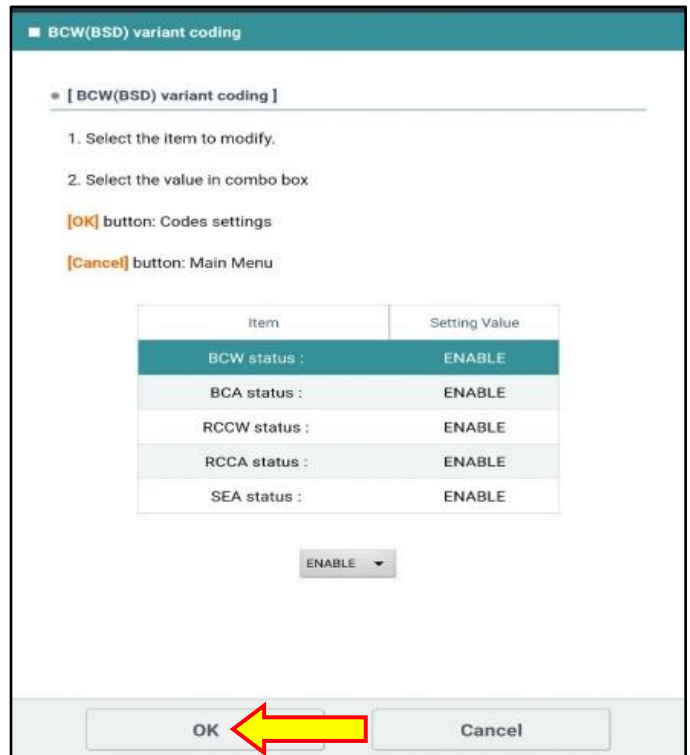 BCW(BSD) variant coding
[ BCW(BSD) variant coding ]
1. Select the item to modify.
2. Select the value in combo box
[OK] button: Codes settings
[Cancel] button: Main Menu
Item Setting Value
BCW status : ENABLE
BCA status : ENABLE
RCCW status : ENABLE
RCCA status : ENABLE
SEA status : ENABLE
ENABLE
OK Cancel